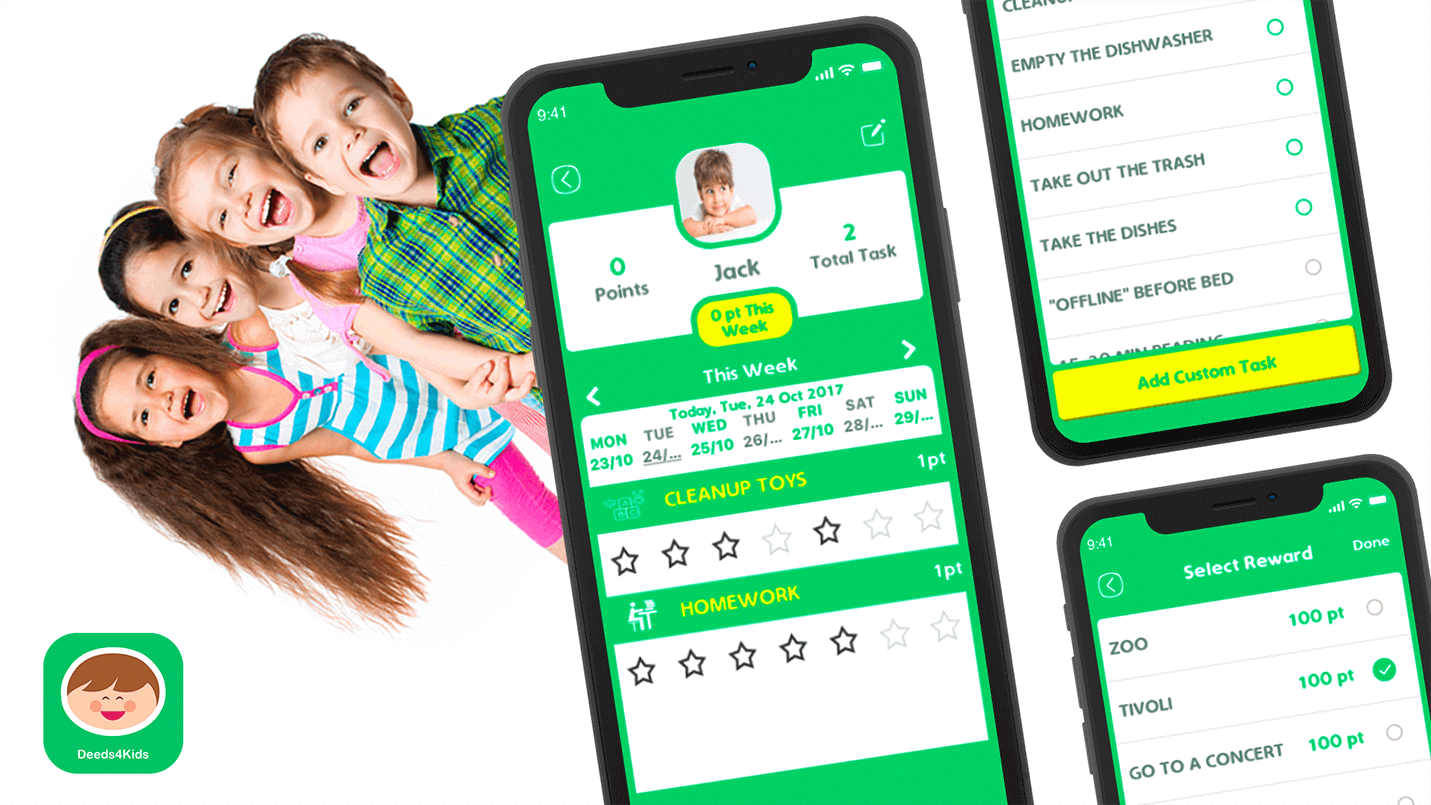 9:41
0
Points
Jack
2
Total Task
0 pt This
Week
This Week
Today, Tue, 24 Oct 2017
MON TUE WED THU FRI SAT SUN
23/10 24/... 25/10 26/... 27/10 28/... 29/...
CLEANUP TOYS 1pt
A
B C
HOMEWORK 1pt
EMPTY THE DISHWASHER
HOMEWORK
TAKE OUT THE TRASH
TAKE THE DISHES
"OFFLINE" BEFORE BED
Add Custom Task
9:41
Select Reward
Done
ZOO 100 pt
TIVOLI 100 pt
GO TO A CONCERT 100 pt
Deeds4Kids